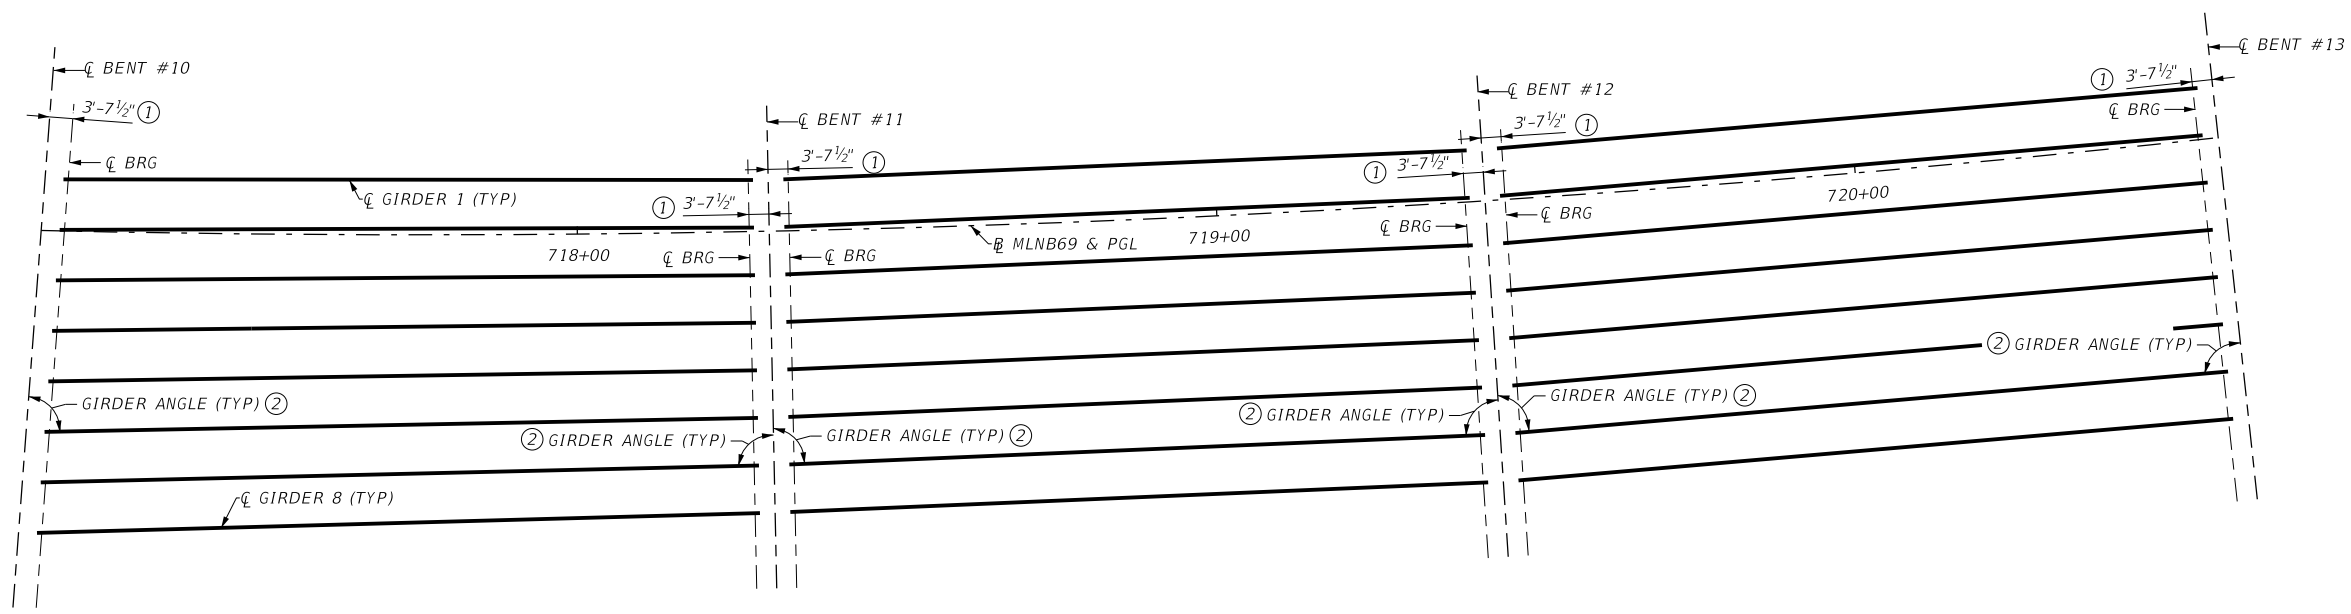 ℄ BENT #10
3'-7½" ①
℄ BRG
℄ GIRDER 1 (TYP)
718+00
℄ BRG
GIRDER ANGLE (TYP) ②
② GIRDER ANGLE (TYP)
℄ GIRDER 8 (TYP)
℄ BENT #11
3'-7½" ①
① 3'-7½"
℄ BRG
GIRDER ANGLE (TYP) ②
B MLNB69 & PGL
719+00
℄ BRG
② GIRDER ANGLE (TYP)
℄ BENT #12
3'-7½" ①
① 3'-7½"
℄ BRG
GIRDER ANGLE (TYP) ②
720+00
℄ BENT #13
① 3'-7½"
℄ BRG
② GIRDER ANGLE (TYP)